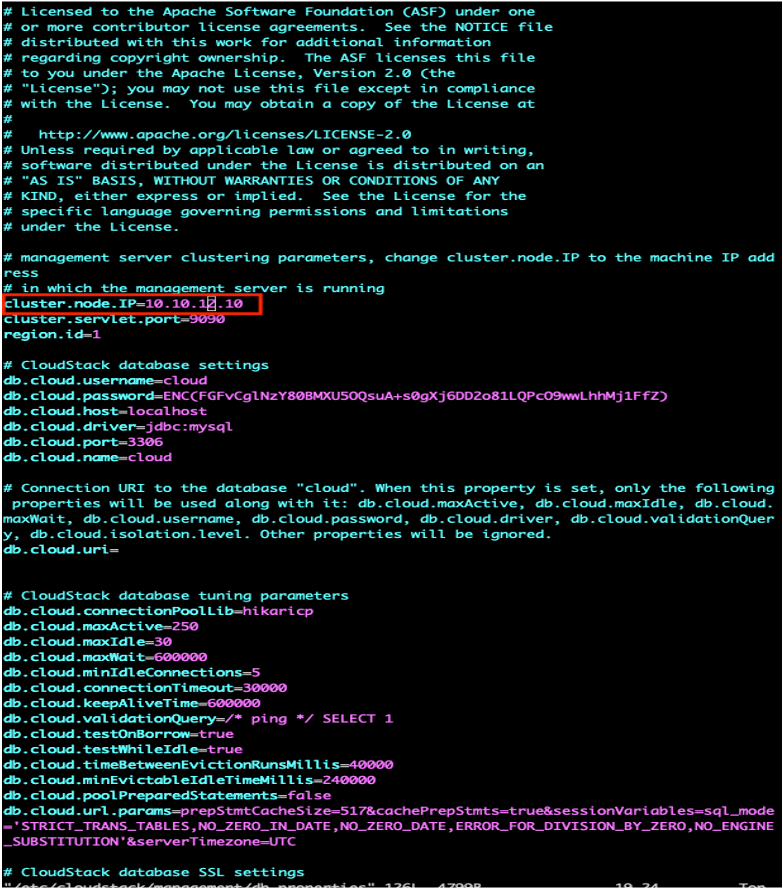 # Licensed to the Apache Software Foundation (ASF) under one
# or more contributor license agreements.  See the NOTICE file
# distributed with this work for additional information
# regarding copyright ownership.  The ASF licenses this file
# to you under the Apache License, Version 2.0 (the
# "License"); you may not use this file except in compliance
# with the License.  You may obtain a copy of the License at
#
#   http://www.apache.org/licenses/LICENSE-2.0
# Unless required by applicable law or agreed to in writing,
# software distributed under the License is distributed on an
# "AS IS" BASIS, WITHOUT WARRANTIES OR CONDITIONS OF ANY
# KIND, either express or implied.  See the License for the
# specific language governing permissions and limitations
# under the License.
# management server clustering parameters, change cluster.node.IP to the machine IP add
ress
# in which the management server is running
cluster.node.IP=10.10.12.10
cluster.servlet.port=9090
region.id=1
# CloudStack database settings
db.cloud.username=cloud
db.cloud.password=ENC(FGFvCglNzY80BMXU5OQsuA+s0gXj6DD2o81LQPcO9wwLhhMj1FfZ)
db.cloud.host=localhost
db.cloud.driver=jdbc:mysql
db.cloud.port=3306
db.cloud.name=cloud
# Connection URI to the database "cloud". When this property is set, only the following
 properties will be used along with it: db.cloud.maxActive, db.cloud.maxIdle, db.cloud.
maxWait, db.cloud.username, db.cloud.password, db.cloud.driver, db.cloud.validationQuer
y, db.cloud.isolation.level. Other properties will be ignored.
db.cloud.uri=
# CloudStack database tuning parameters
db.cloud.connectionPoolLib=hikaricp
db.cloud.maxActive=250
db.cloud.maxIdle=30
db.cloud.maxWait=600000
db.cloud.minIdleConnections=5
db.cloud.connectionTimeout=30000
db.cloud.keepAliveTime=600000
db.cloud.validationQuery=/* ping */ SELECT 1
db.cloud.testOnBorrow=true
db.cloud.testWhileIdle=true
db.cloud.timeBetweenEvictionRunsMillis=40000
db.cloud.minEvictableIdleTimeMillis=240000
db.cloud.poolPreparedStatements=false
db.cloud.url.params=prepStmtCacheSize=517&cachePrepStmts=true&sessionVariables=sql_mode
='STRICT_TRANS_TABLES,NO_ZERO_IN_DATE,NO_ZERO_DATE,ERROR_FOR_DIVISION_BY_ZERO,NO_ENGINE
_SUBSTITUTION'&serverTimezone=UTC
# CloudStack database SSL settings
"/etc/cloudstack/management/db.properties" 126L, 4799B 19,24 Top